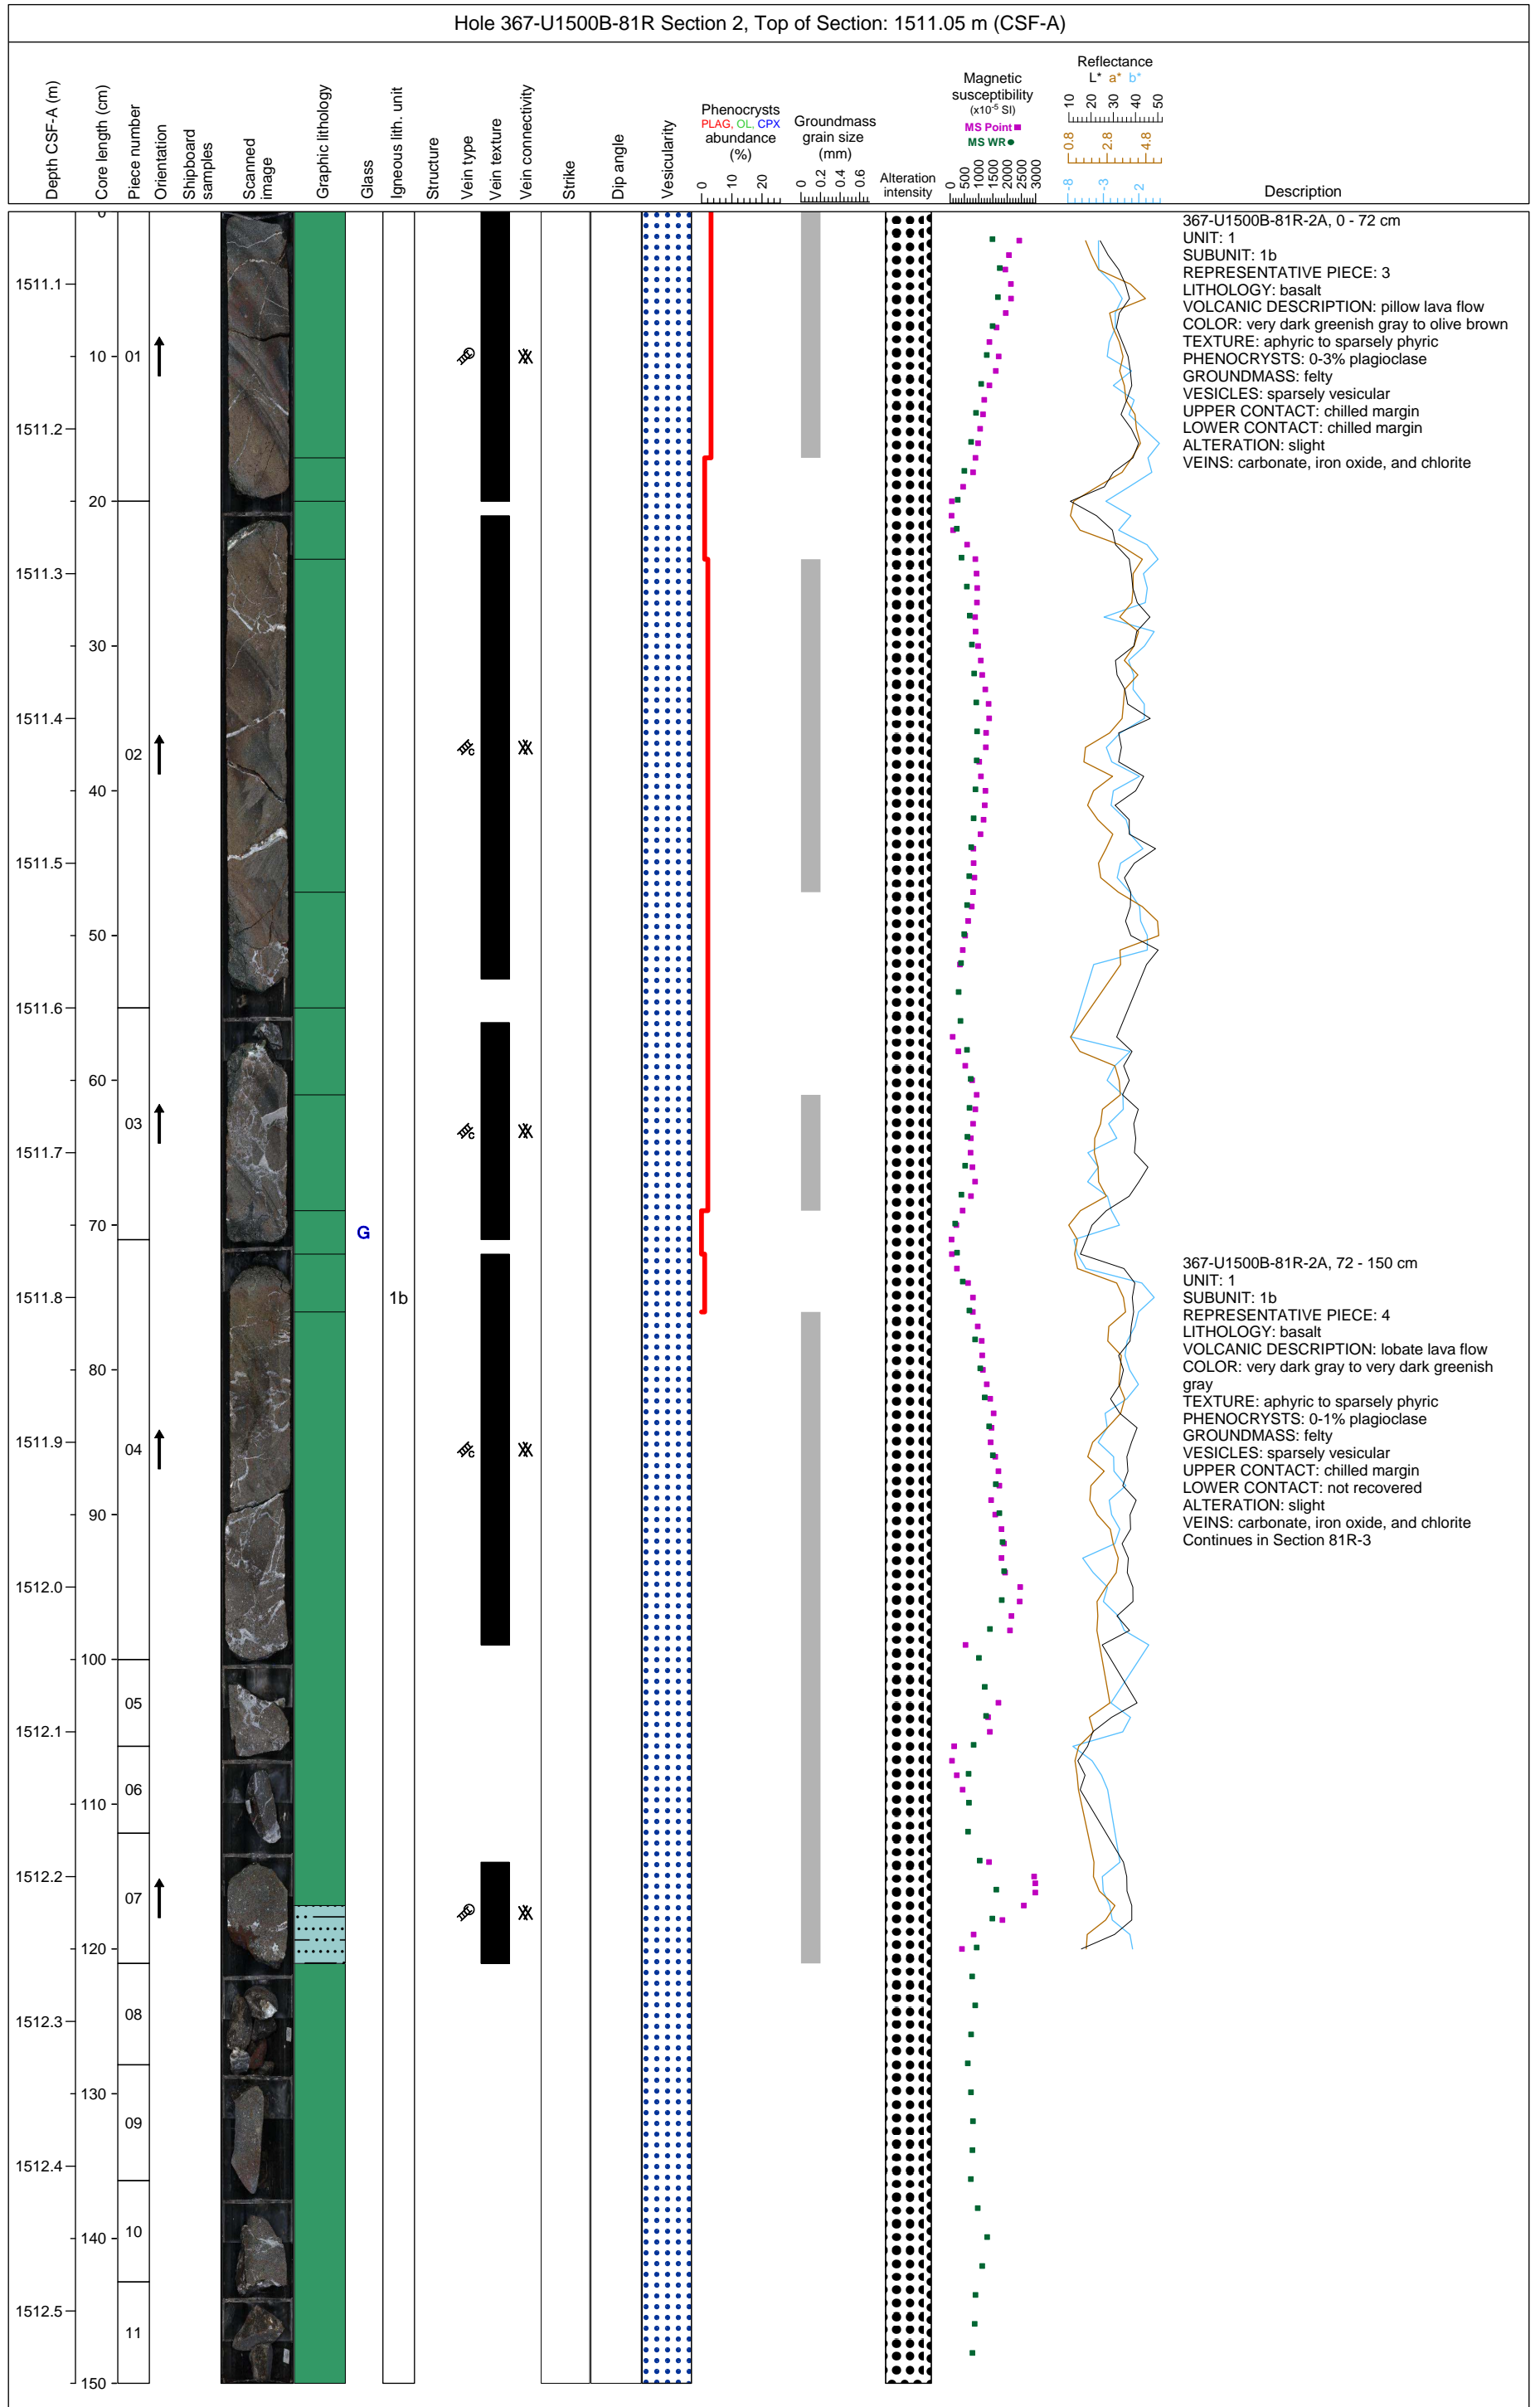 Hole 367-U1500B-81R Section 2, Top of Section: 1511.05 m (CSF-A)
Depth CSF-A (m)
Core length (cm)
Piece number
Orientation
Shipboard
samples
Scanned
image
Graphic lithology
Glass
Igneous lith. unit
Structure
Vein type
Vein texture
Vein connectivity
Strike
Dip angle
Vesicularity
Phenocrysts
PLAG, OL, CPX
abundance
(%)
0 10 20
Groundmass
grain size
(mm)
0 0.2 0.4 0.6
Alteration
intensity
Magnetic
susceptibility
(x10⁻⁵ SI)
MS Point
MS WR
0 500 1000 1500 2000 2500 3000
Reflectance
L* a* b*
10 20 30 40 50
0.8 2.8 4.8
-8 -3 2
Description
1511.1
1511.2
1511.3
1511.4
1511.5
1511.6
1511.7
1511.8
1511.9
1512.0
1512.1
1512.2
1512.3
1512.4
1512.5
0
10
20
30
40
50
60
70
80
90
100
110
120
130
140
150
01
02
03
04
05
06
07
08
09
10
11
G
1b
c
c
c
367-U1500B-81R-2A, 0 - 72 cm
UNIT: 1
SUBUNIT: 1b
REPRESENTATIVE PIECE: 3
LITHOLOGY: basalt
VOLCANIC DESCRIPTION: pillow lava flow
COLOR: very dark greenish gray to olive brown
TEXTURE: aphyric to sparsely phyric
PHENOCRYSTS: 0-3% plagioclase
GROUNDMASS: felty
VESICLES: sparsely vesicular
UPPER CONTACT: chilled margin
LOWER CONTACT: chilled margin
ALTERATION: slight
VEINS: carbonate, iron oxide, and chlorite
367-U1500B-81R-2A, 72 - 150 cm
UNIT: 1
SUBUNIT: 1b
REPRESENTATIVE PIECE: 4
LITHOLOGY: basalt
VOLCANIC DESCRIPTION: lobate lava flow
COLOR: very dark gray to very dark greenish
gray
TEXTURE: aphyric to sparsely phyric
PHENOCRYSTS: 0-1% plagioclase
GROUNDMASS: felty
VESICLES: sparsely vesicular
UPPER CONTACT: chilled margin
LOWER CONTACT: not recovered
ALTERATION: slight
VEINS: carbonate, iron oxide, and chlorite
Continues in Section 81R-3